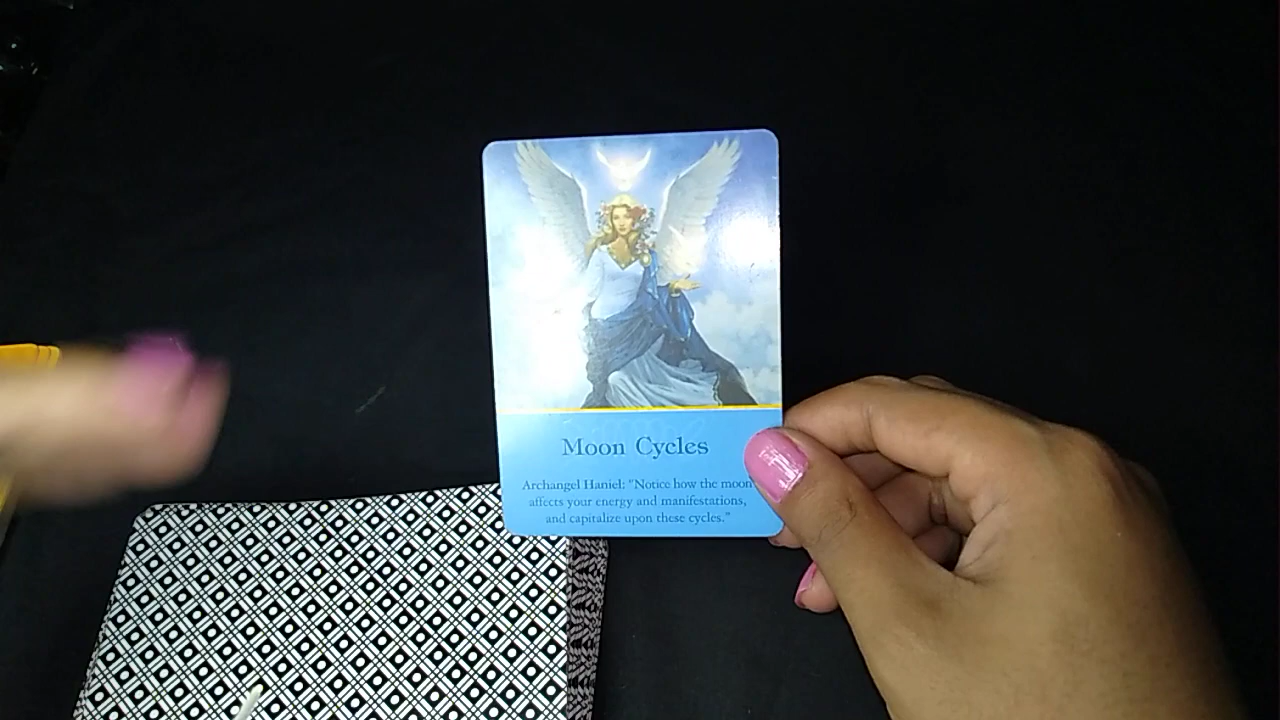 Moon Cycles
Archangel Haniel: "Notice how the moon
affects your energy and manifestations,
and capitalize upon these cycles."